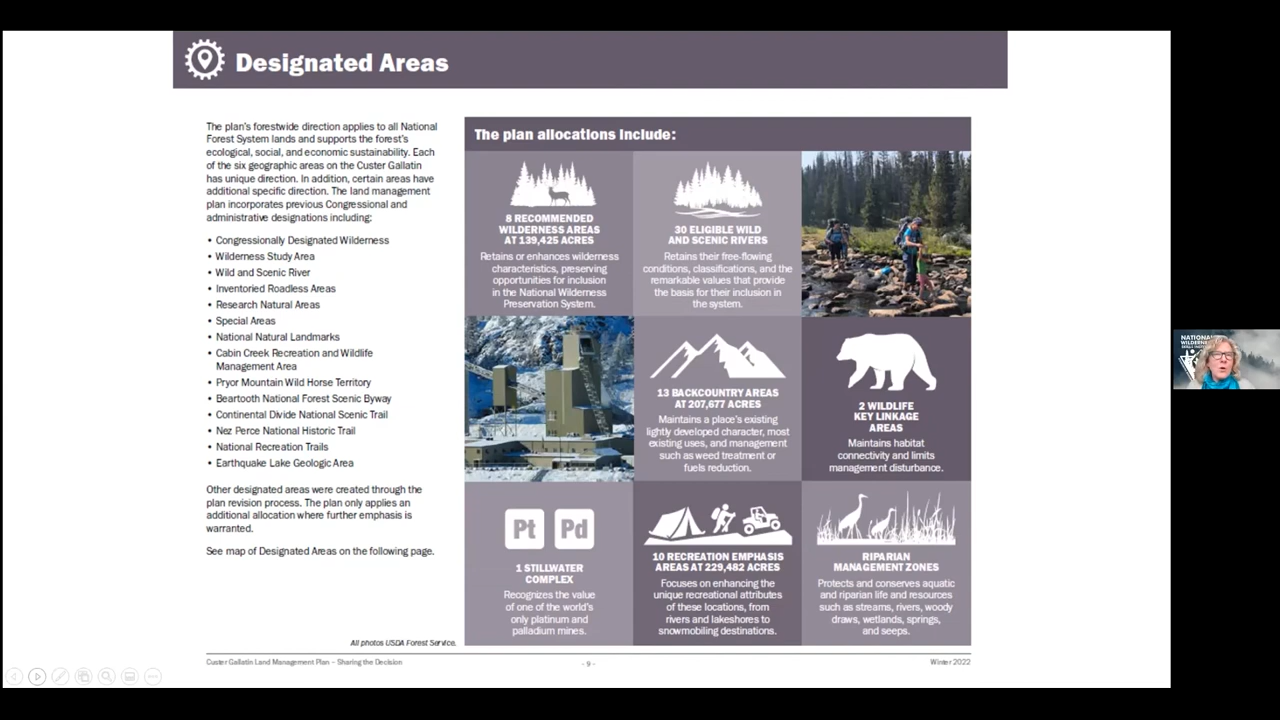 Designated Areas
The plan's forestwide direction applies to all National
Forest System lands and supports the forest's
ecological, social, and economic sustainability. Each
of the six geographic areas on the Custer Gallatin
has unique direction. In addition, certain areas have
additional specific direction. The land management
plan incorporates previous Congressional and
administrative designations including:
• Congressionally Designated Wilderness
• Wilderness Study Area
• Wild and Scenic River
• Inventoried Roadless Areas
• Research Natural Areas
• Special Areas
• National Natural Landmarks
• Cabin Creek Recreation and Wildlife
Management Area
• Pryor Mountain Wild Horse Territory
• Beartooth National Forest Scenic Byway
• Continental Divide National Scenic Trail
• Nez Perce National Historic Trail
• National Recreation Trails
• Earthquake Lake Geologic Area
Other designated areas were created through the
plan revision process. The plan only applies an
additional allocation where further emphasis is
warranted.
See map of Designated Areas on the following page.
All photos USDA Forest Service.
The plan allocations include:
8 RECOMMENDED
WILDERNESS AREAS
AT 139,425 ACRES
Retains or enhances wilderness
characteristics, preserving
opportunities for inclusion
in the National Wilderness
Preservation System.
30 ELIGIBLE WILD
AND SCENIC RIVERS
Retains their free-flowing
conditions, classifications, and the
remarkable values that provide
the basis for their inclusion in
the system.
13 BACKCOUNTRY AREAS
AT 207,677 ACRES
Maintains a place's existing
lightly developed character, most
existing uses, and management
such as weed treatment or
fuels reduction.
2 WILDLIFE
KEY LINKAGE
AREAS
Maintains habitat
connectivity and limits
management disturbance.
Pt Pd
1 STILLWATER
COMPLEX
Recognizes the value
of one of the world's
only platinum and
palladium mines.
10 RECREATION EMPHASIS
AREAS AT 229,482 ACRES
Focuses on enhancing the
unique recreational attributes
of these locations, from
rivers and lakeshores to
snowmobiling destinations.
RIPARIAN
MANAGEMENT ZONES
Protects and conserves aquatic
and riparian life and resources
such as streams, rivers, woody
draws, wetlands, springs,
and seeps.
Custer Gallatin Land Management Plan – Sharing the Decision
- 9 -
Winter 2022
NATIONAL